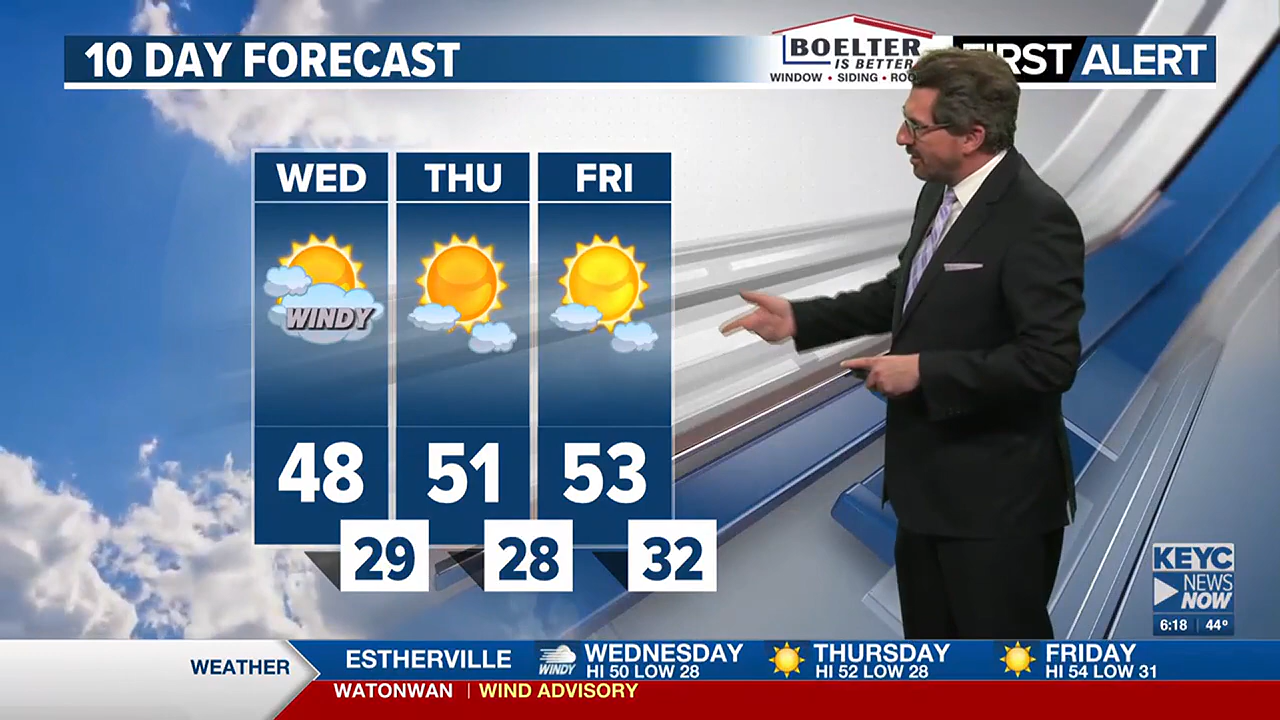 10 DAY FORECAST
BOELTER
IS BETTER
WINDOW • SIDING •
FIRST ALERT
WED THU FRI
WINDY
48 51 53
29 28 32
KEYC
NEWS
NOW
6:18 44°
WEATHER
ESTHERVILLE
WINDY
WEDNESDAY
HI 50 LOW 28
THURSDAY
HI 52 LOW 28
FRIDAY
HI 54 LOW 31
WATONWAN | WIND ADVISORY